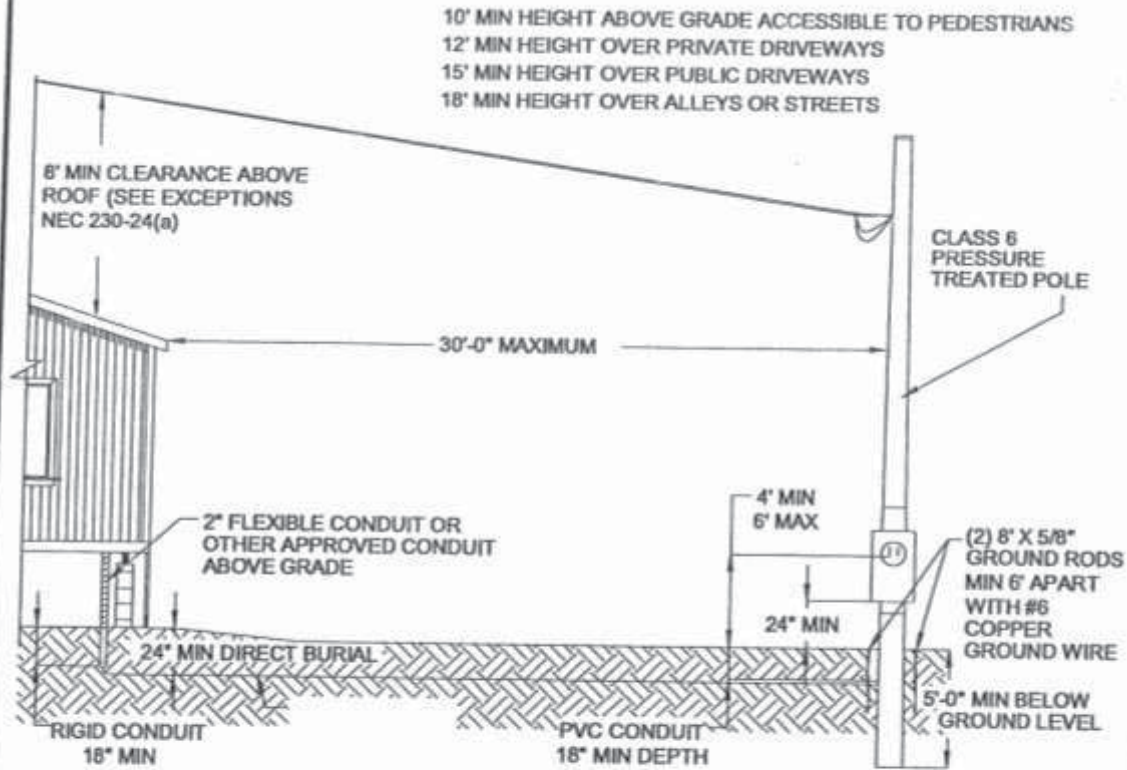 10' MIN HEIGHT ABOVE GRADE ACCESSIBLE TO PEDESTRIANS
12' MIN HEIGHT OVER PRIVATE DRIVEWAYS
15' MIN HEIGHT OVER PUBLIC DRIVEWAYS
18' MIN HEIGHT OVER ALLEYS OR STREETS
8' MIN CLEARANCE ABOVE
ROOF (SEE EXCEPTIONS
NEC 230-24(a)
CLASS 6
PRESSURE
TREATED POLE
30'-0" MAXIMUM
2" FLEXIBLE CONDUIT OR
OTHER APPROVED CONDUIT
ABOVE GRADE
4' MIN
6' MAX
(2) 8' X 5/8"
GROUND RODS
MIN 6' APART
WITH #6
COPPER
GROUND WIRE
24" MIN
24" MIN DIRECT BURIAL
5'-0" MIN BELOW
GROUND LEVEL
RIGID CONDUIT
18" MIN
PVC CONDUIT
18" MIN DEPTH